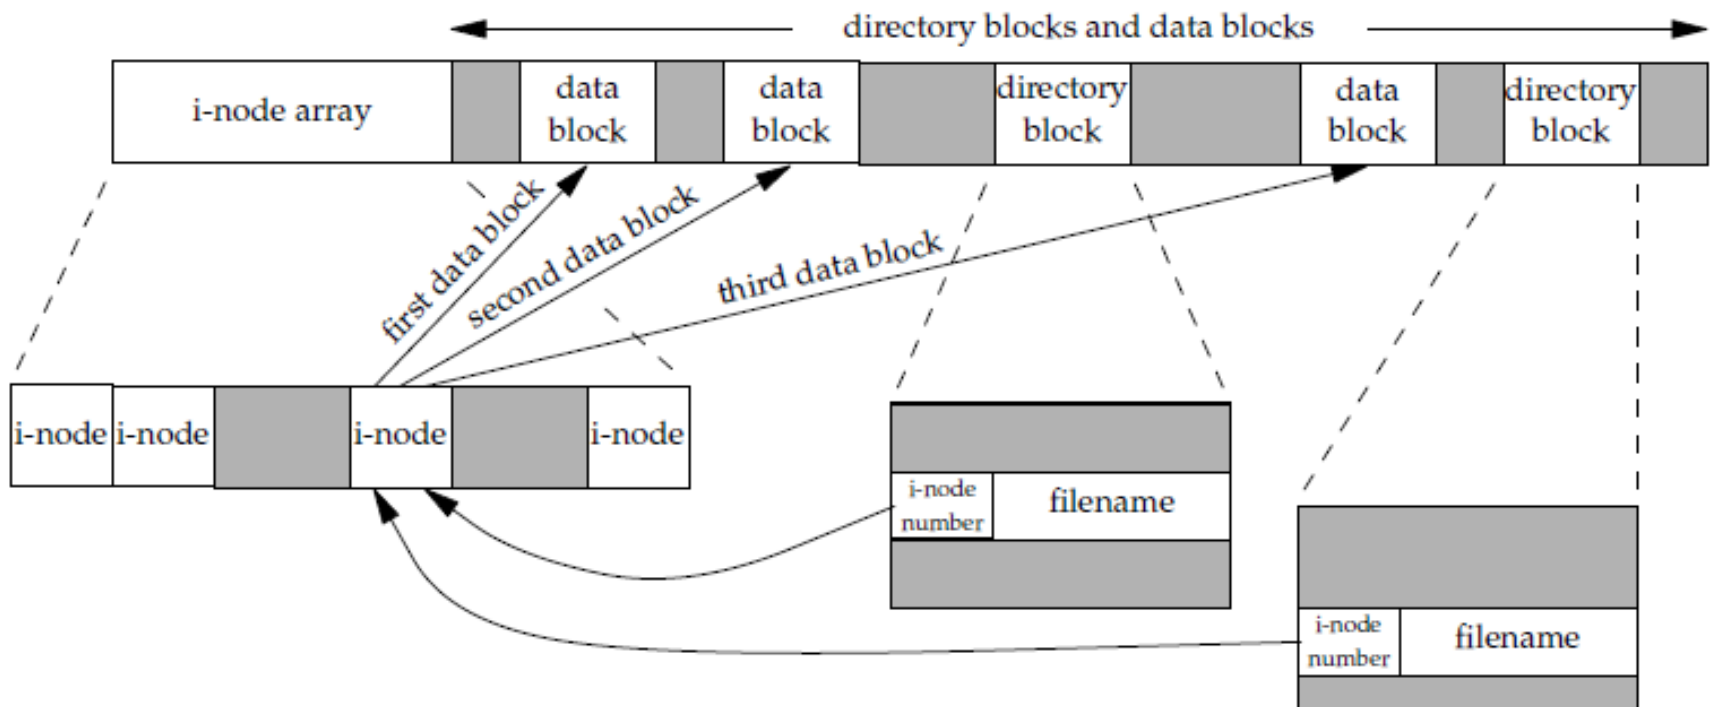 directory blocks and data blocks
i-node array
data
block
data
block
directory
block
data
block
directory
block
first data block
second data block
third data block
i-node
i-node
i-node
i-node
i-node
number
filename
i-node
number
filename